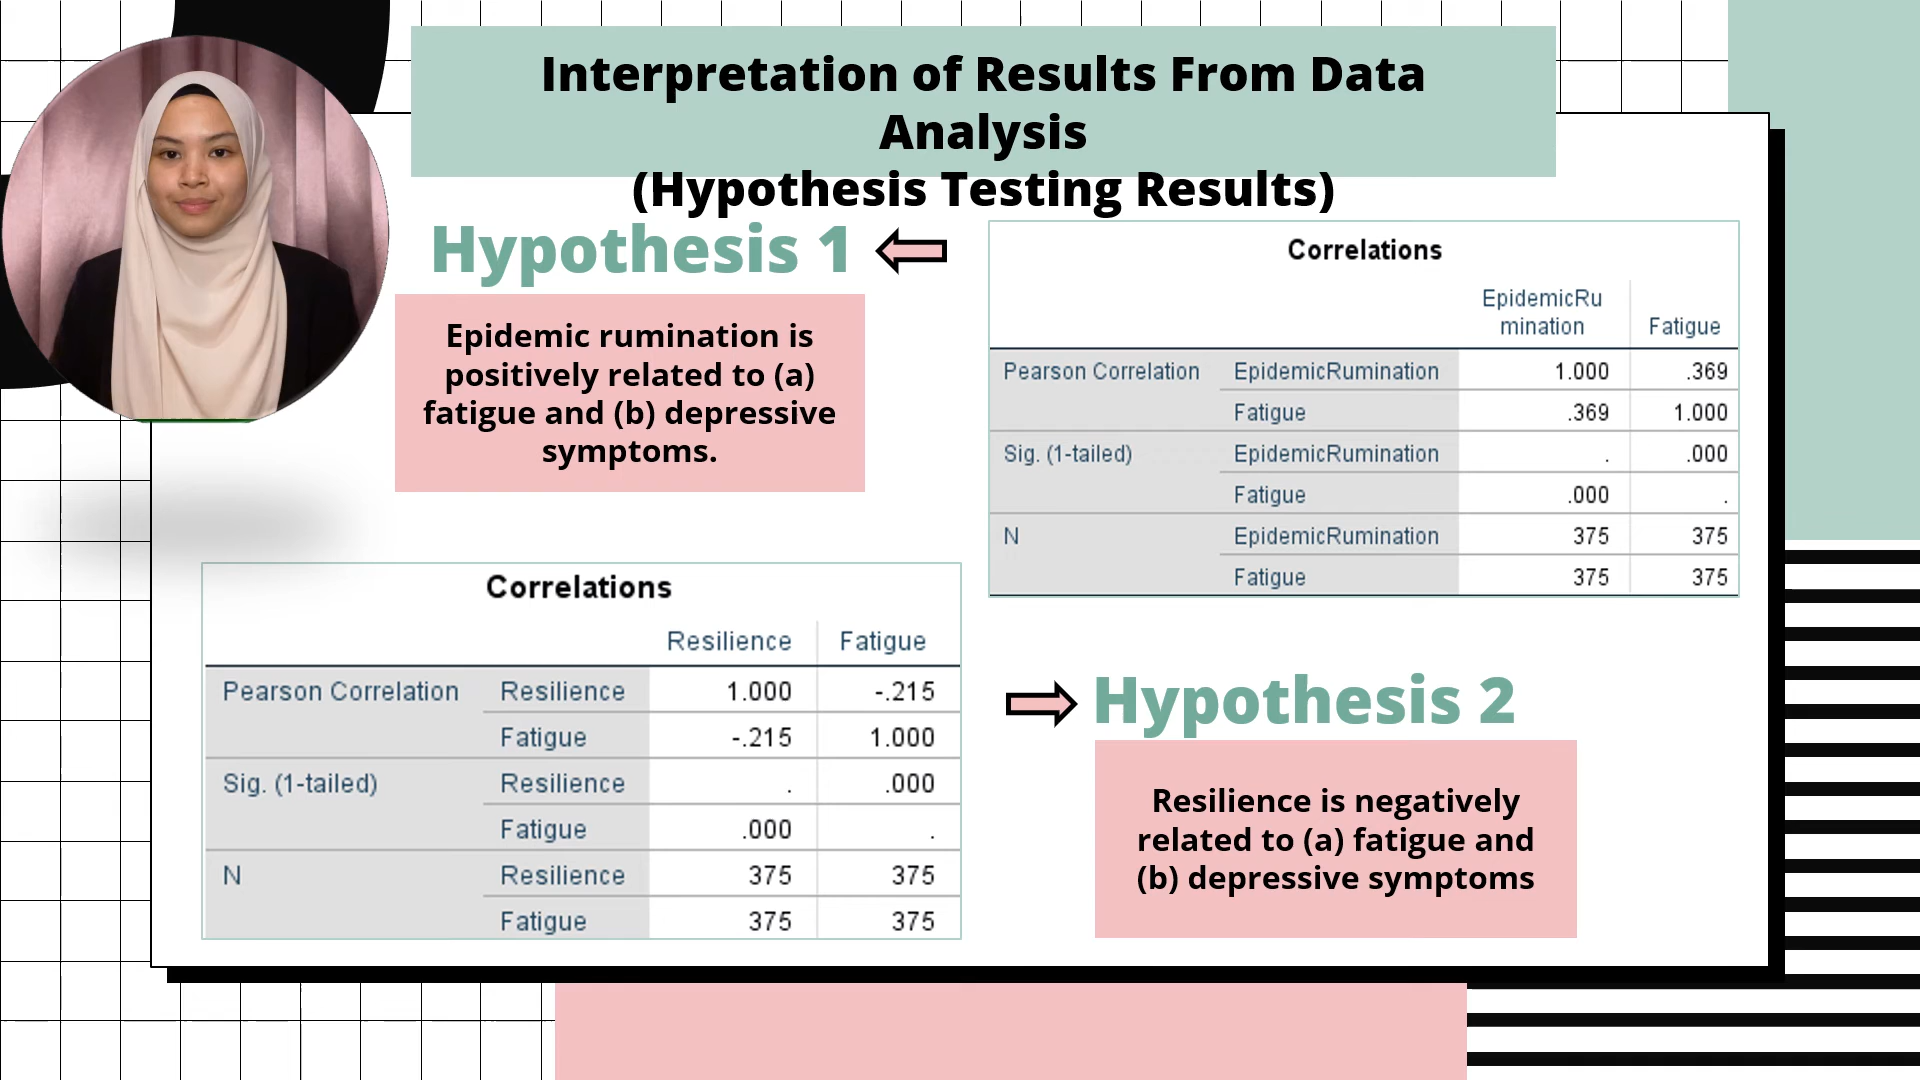 Interpretation of Results From Data
Analysis
(Hypothesis Testing Results)
Hypothesis 1
Epidemic rumination is
positively related to (a)
fatigue and (b) depressive
symptoms.
Correlations
EpidemicRu
mination Fatigue
Pearson Correlation EpidemicRumination 1.000 .369
Fatigue .369 1.000
Sig. (1-tailed) EpidemicRumination . .000
Fatigue .000 .
N EpidemicRumination 375 375
Fatigue 375 375
Correlations
Resilience Fatigue
Pearson Correlation Resilience 1.000 -.215
Fatigue -.215 1.000
Sig. (1-tailed) Resilience . .000
Fatigue .000 .
N Resilience 375 375
Fatigue 375 375
Hypothesis 2
Resilience is negatively
related to (a) fatigue and
(b) depressive symptoms